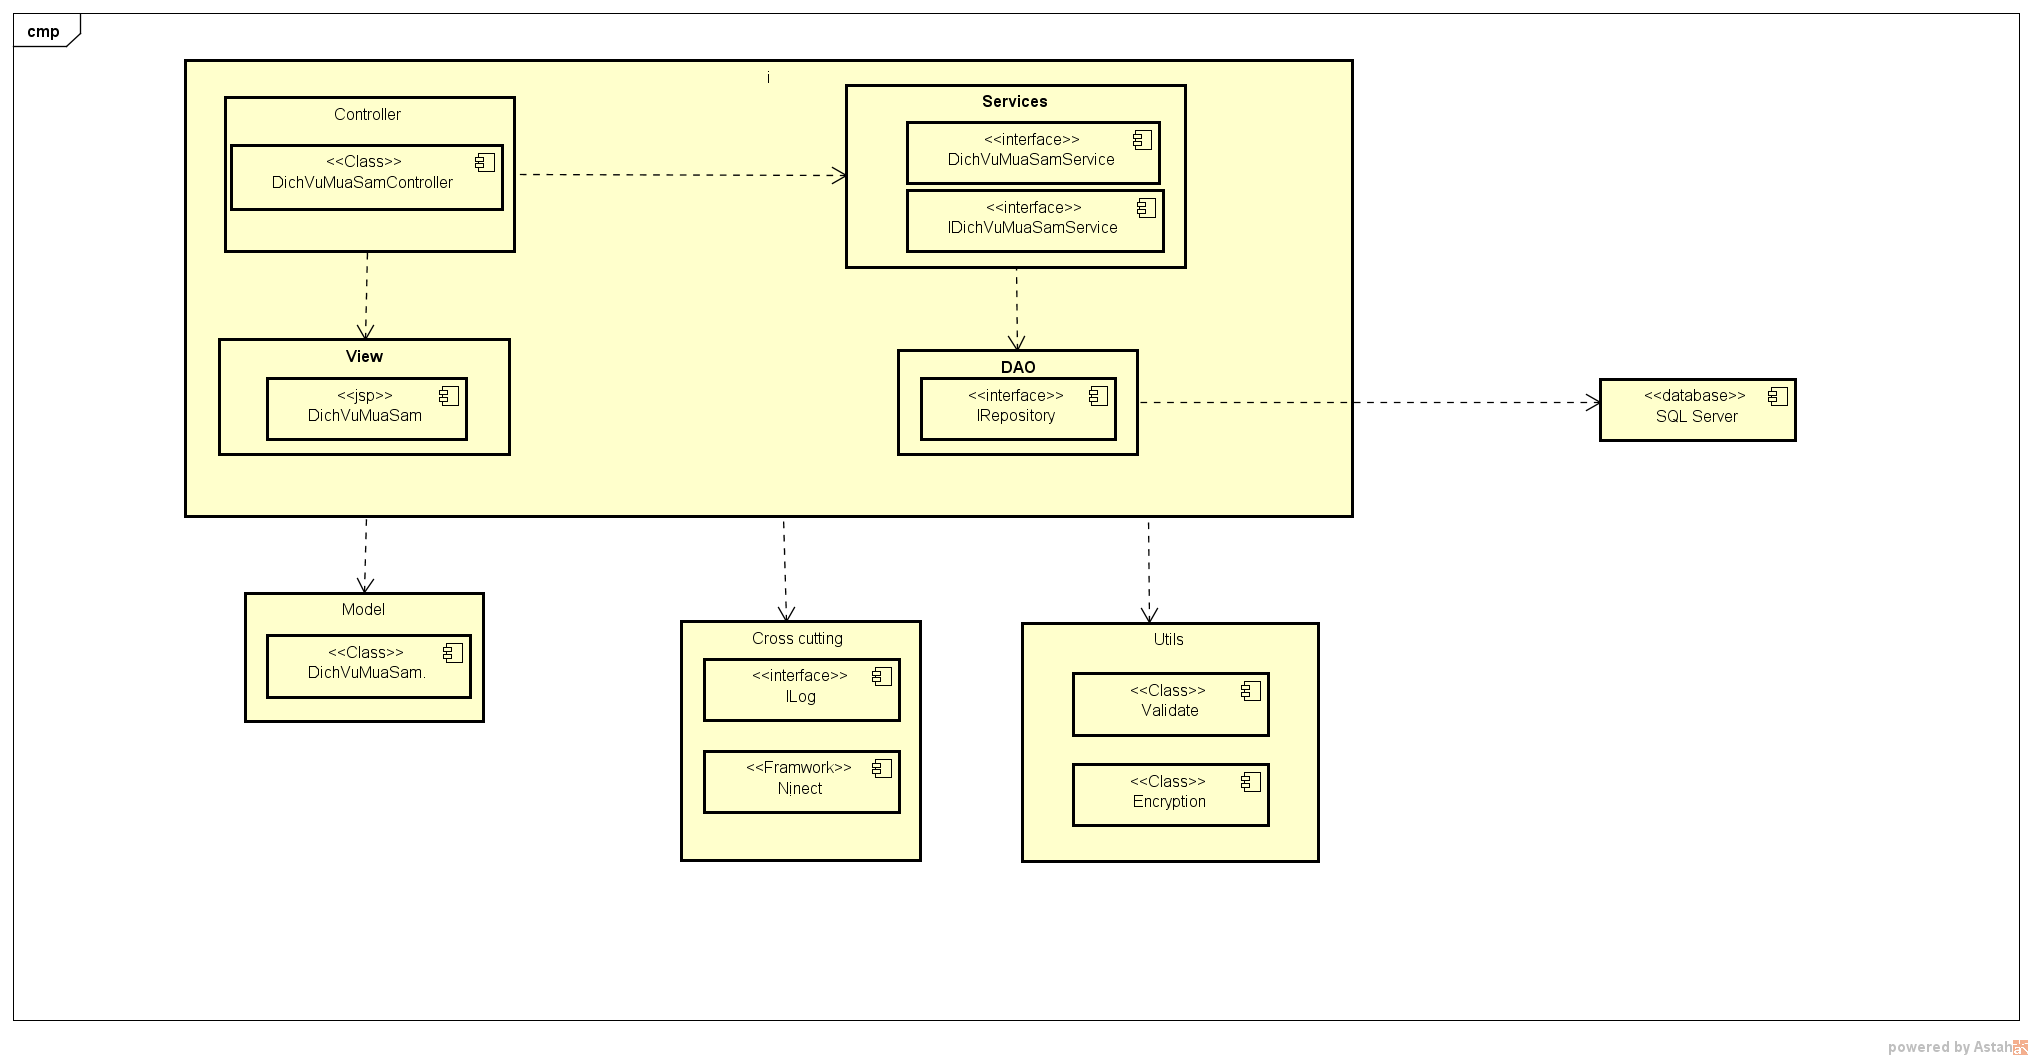 cmp
i
Controller
<<Class>>
DichVuMuaSamController
Services
<<interface>>
DichVuMuaSamService
<<interface>>
IDichVuMuaSamService
View
<<jsp>>
DichVuMuaSam
DAO
<<interface>>
IRepository
<<database>>
SQL Server
Model
<<Class>>
DichVuMuaSam.
Cross cutting
<<interface>>
ILog
<<Framwork>>
Ninect
Utils
<<Class>>
Validate
<<Class>>
Encryption
powered by Astah